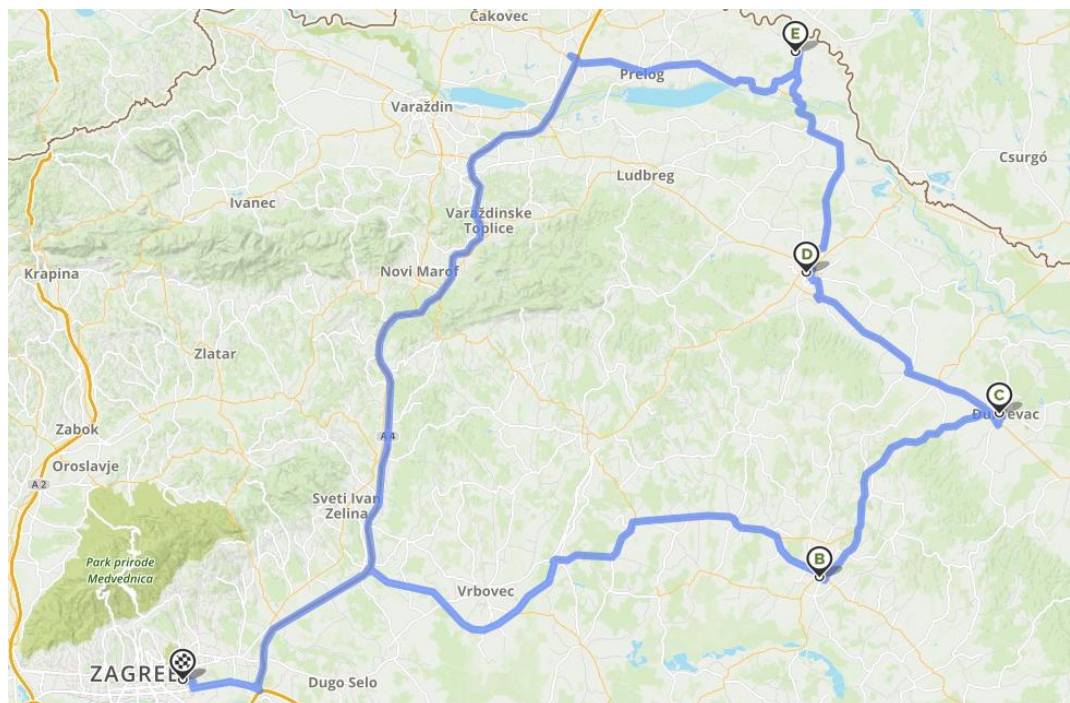 Čakovec
E
Prelog
Varaždin
Csurgó
Ludbreg
Ivanec
Varaždinske
Toplice
D
Krapina
Novi Marof
Zlatar
C
Zabok
A 4
Oroslavje
A 2
Sveti Ivan
Zelina
B
Park prirode
Medvednica
Vrbovec
Dugo Selo